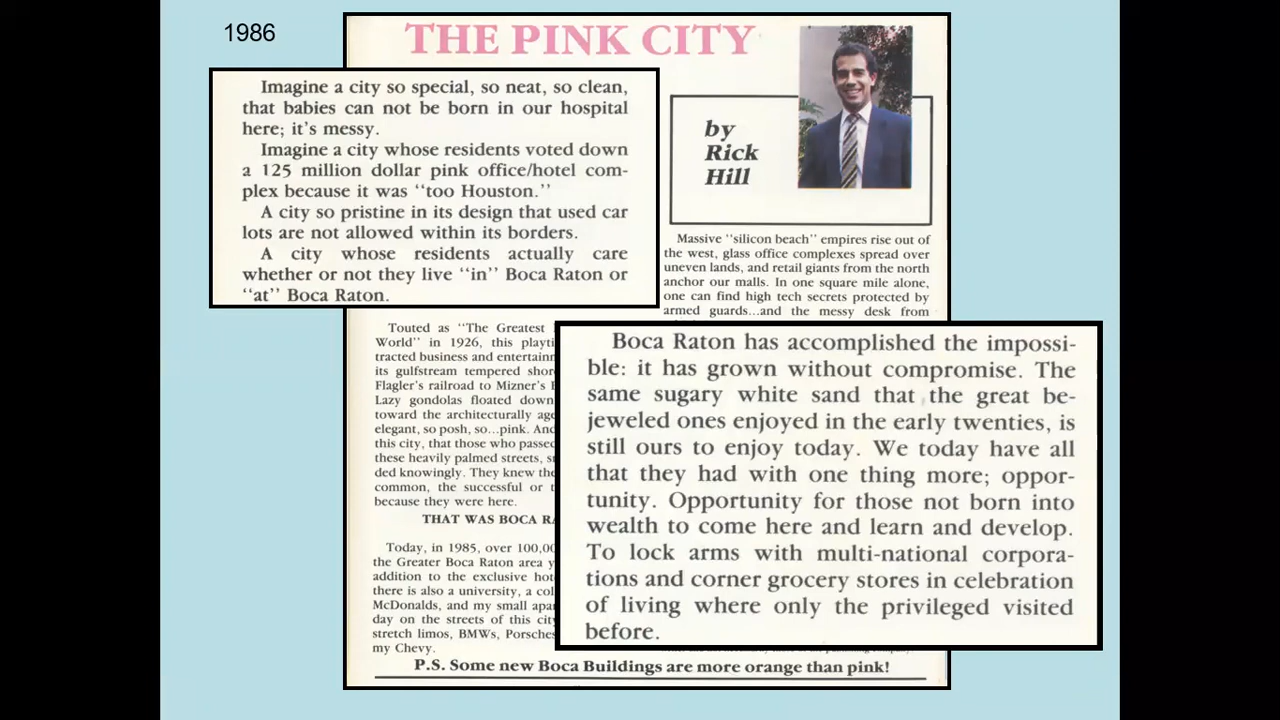 1986
THE PINK CITY
by
Rick
Hill
Imagine a city so special, so neat, so clean,
that babies can not be born in our hospital
here; it's messy.
Imagine a city whose residents voted down
a 125 million dollar pink office/hotel com-
plex because it was "too Houston."
A city so pristine in its design that used car
lots are not allowed within its borders.
A city whose residents actually care
whether or not they live "in" Boca Raton or
"at" Boca Raton.
Touted as "The Greatest
World" in 1926, this
tracted business and
its gulfstream tempered
Flagler's railroad to Mizner's
Lazy gondolas floated down
toward the architecturally
elegant, so posh, so...pink. And
this city, that those who passed
these heavily palmed streets,
ded knowingly. They knew
common, the successful or
because they were here.
THAT WAS BOCA
Today, in 1985, over
the Greater Boca Raton area
addition to the exclusive
there is also a university, a
McDonalds, and my small
day on the streets of this
stretch limos, BMWs, Porsches
my Chevy.
Massive "silicon beach" empires rise out of
the west, glass office complexes spread over
uneven lands, and retail giants from the north
anchor our malls. In one square mile alone,
one can find high tech secrets protected by
armed guards...and the messy desk from
Boca Raton has accomplished the impossi-
ble: it has grown without compromise. The
same sugary white sand that the great be-
jeweled ones enjoyed in the early twenties, is
still ours to enjoy today. We today have all
that they had with one thing more; oppor-
tunity. Opportunity for those not born into
wealth to come here and learn and develop.
To lock arms with multi-national corpora-
tions and corner grocery stores in celebration
of living where only the privileged visited
before.
P.S. Some new Boca Buildings are more orange than pink!